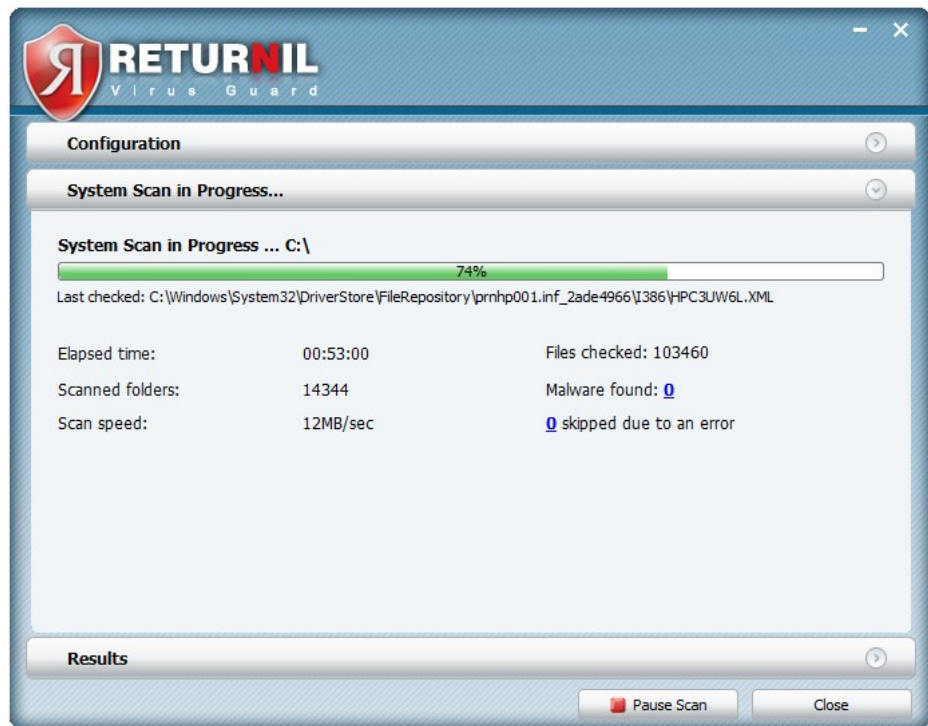 RETURNIL
Virus Guard
Configuration
System Scan in Progress...
System Scan in Progress ... C:\
74%
Last checked: C:\Windows\System32\DriverStore\FileRepository\prnhp001.inf_2ade4966\I386\HPC3UW6L.XML
Elapsed time: 00:53:00 Files checked: 103460
Scanned folders: 14344 Malware found: 0
Scan speed: 12MB/sec 0 skipped due to an error
Results
Pause Scan Close